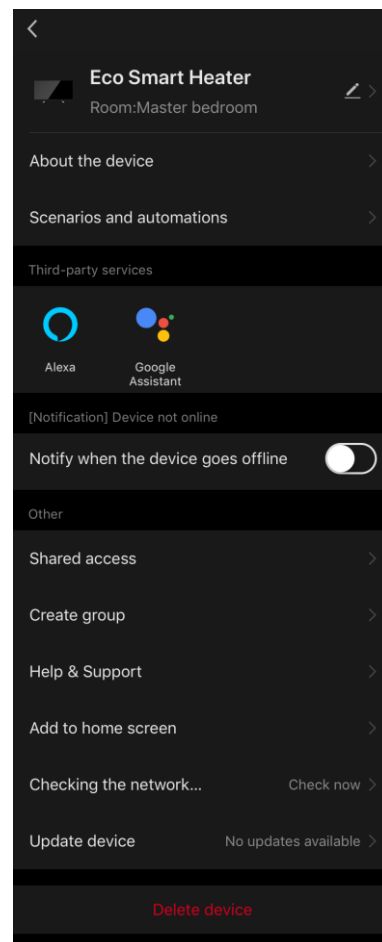 Eco Smart Heater
Room:Master bedroom
About the device
Scenarios and automations
Third-party services
Alexa
Google
Assistant
[Notification] Device not online
Notify when the device goes offline
Other
Shared access
Create group
Help & Support
Add to home screen
Checking the network... Check now
Update device No updates available
Delete device